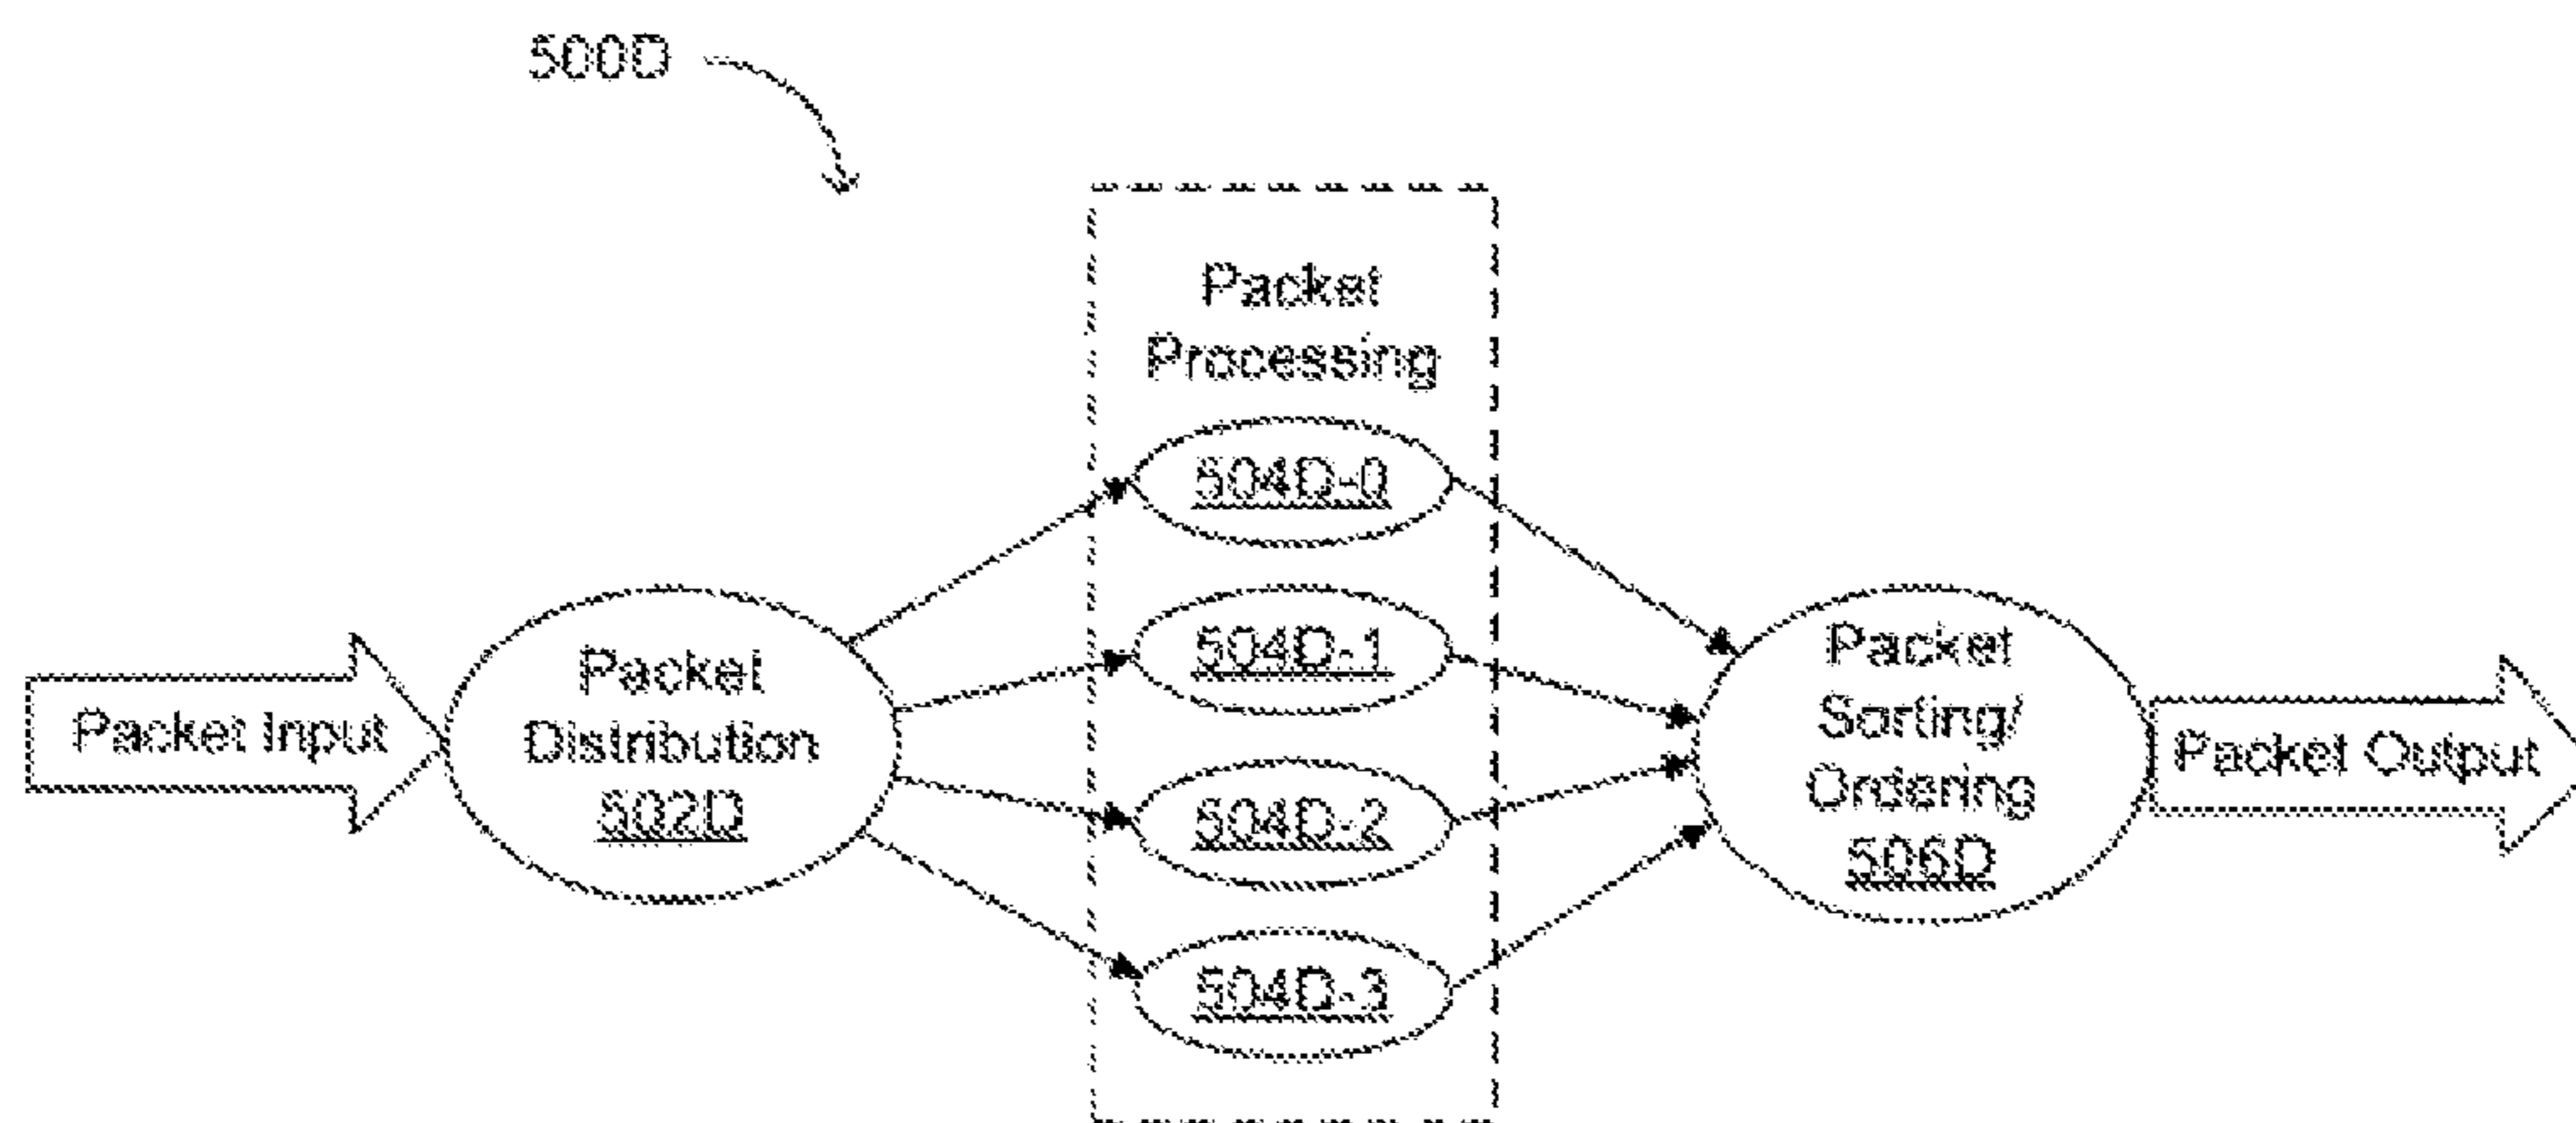 500D
Packet
Processing
504D-0
504D-1
504D-2
504D-3
Packet Input
Packet
Distribution
502D
Packet
Sorting/
Ordering
506D
Packet Output